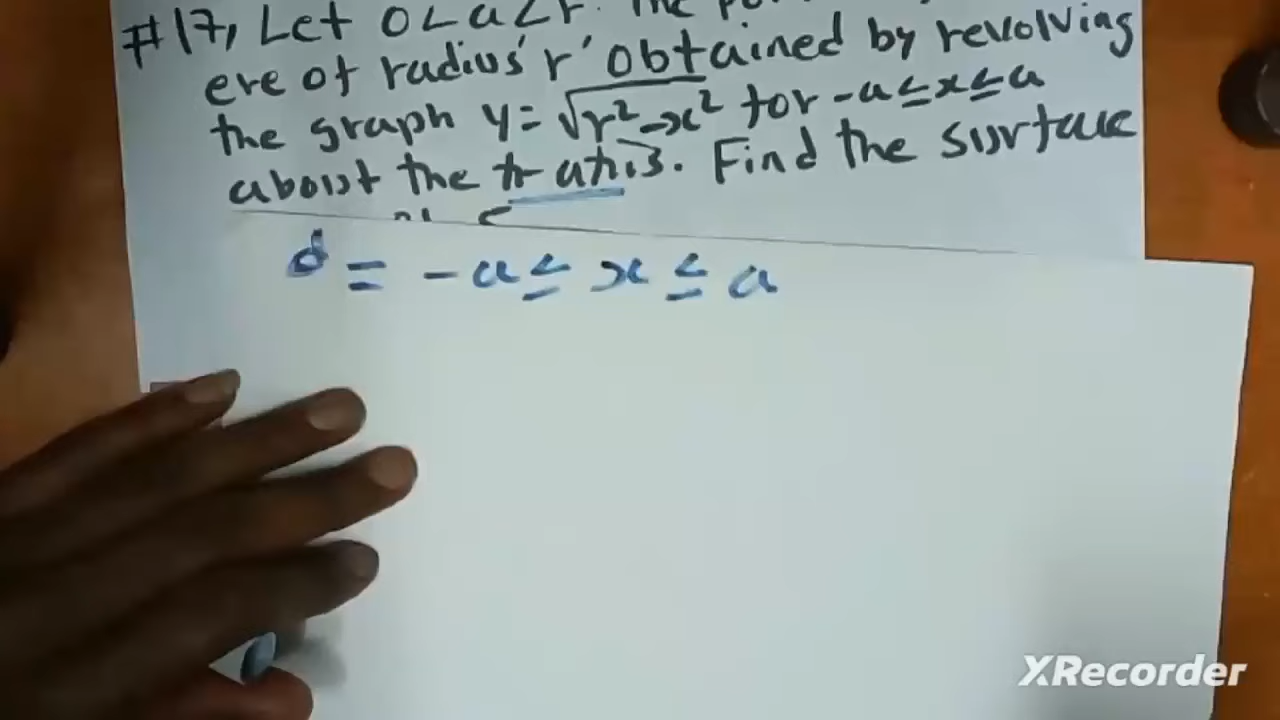 #17, Let 0<a<r. The
ere of radius 'r' obtained by revolving
the graph y = √r² - x² for -a ≤ x ≤ a
about the x-axis. Find the surface
d = -a ≤ x ≤ a
XRecorder